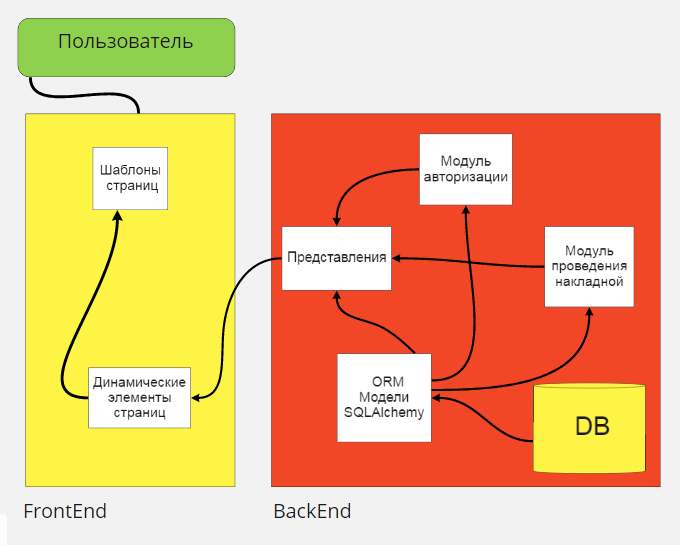 Пользователь
Шаблоны
страниц
Динамические
элементы
страниц
FrontEnd
Модуль
авторизации
Представления
Модуль
проведения
накладной
ORM
Модели
SQLAlchemy
DB
BackEnd